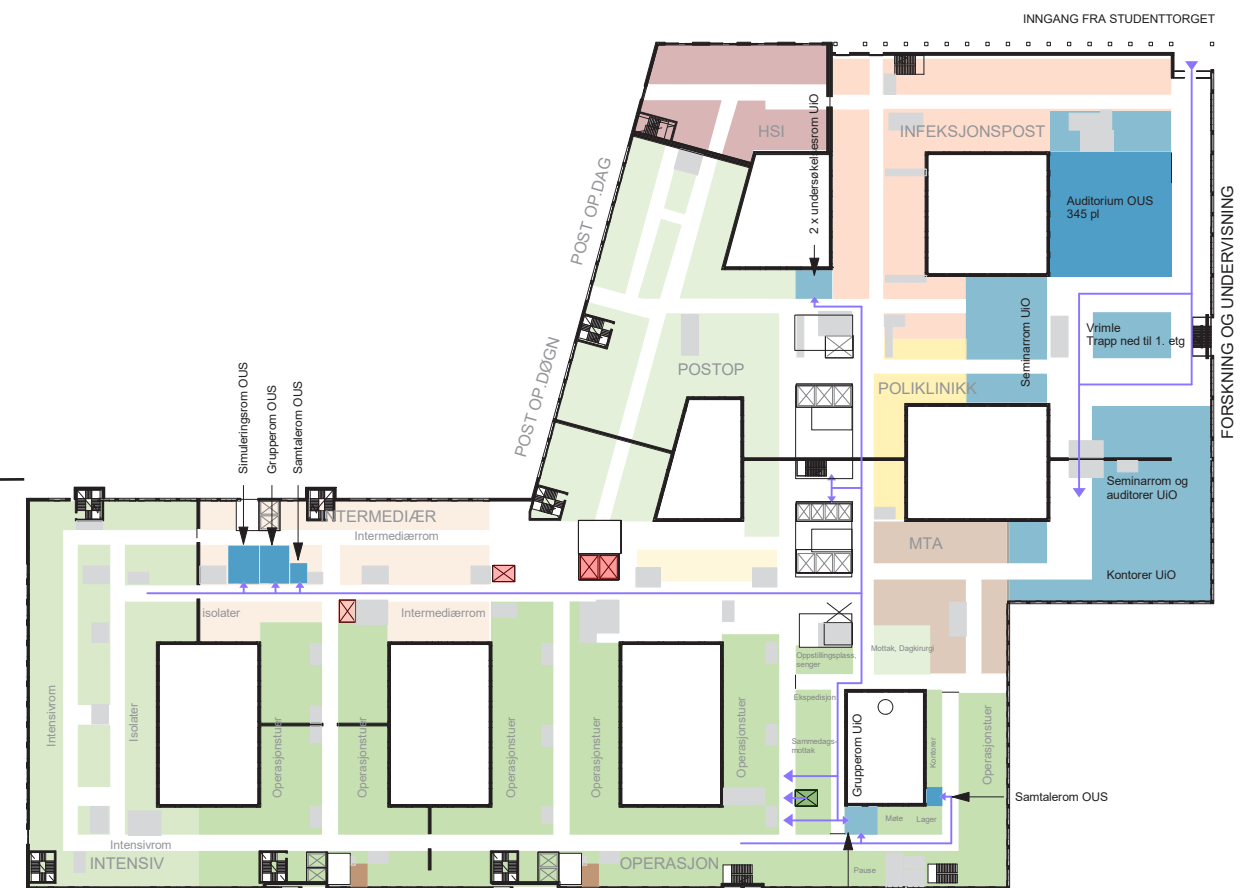 INNGANG FRA STUDENTTORGET
HSI
INFEKSJONSPOST
2 x undersøkelsesrom UiO
POST OP.DAG
Auditorium OUS
345 pl
FORSKNING OG UNDERVISNING
Seminarrom UiO
Vrimle
Trapp ned til 1. etg
POST OP.DØGN
POSTOP
POLIKLINIKK
Simuleringsrom OUS
Grupperom OUS
Samtalerom OUS
Seminarrom og
auditorer UiO
INTERMEDIÆR
Intermediærrom
MTA
Kontorer UiO
isolater
Intermediærrom
Oppstillingsplass,
senger
Mottak, Dagkirurgi
Intensivrom
Isolater
Operasjonstuer
Operasjonstuer
Operasjonstuer
Operasjonstuer
Operasjonstuer
Ekspedisjon
Sammedags-
mottak
Grupperom UiO
Kontorer
Operasjonstuer
Samtalerom OUS
Møte
Lager
Intensivrom
INTENSIV
OPERASJON
Pause